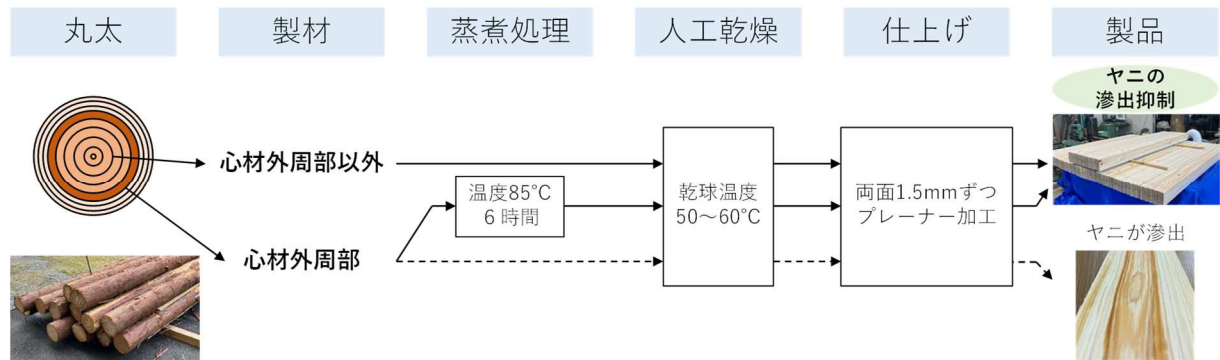 丸太
製材
蒸煮処理
人工乾燥
仕上げ
製品
ヤニの
滲出抑制
心材外周部以外
温度85℃
6時間
乾球温度
50～60℃
両面1.5mmずつ
プレーナー加工
心材外周部
ヤニが滲出